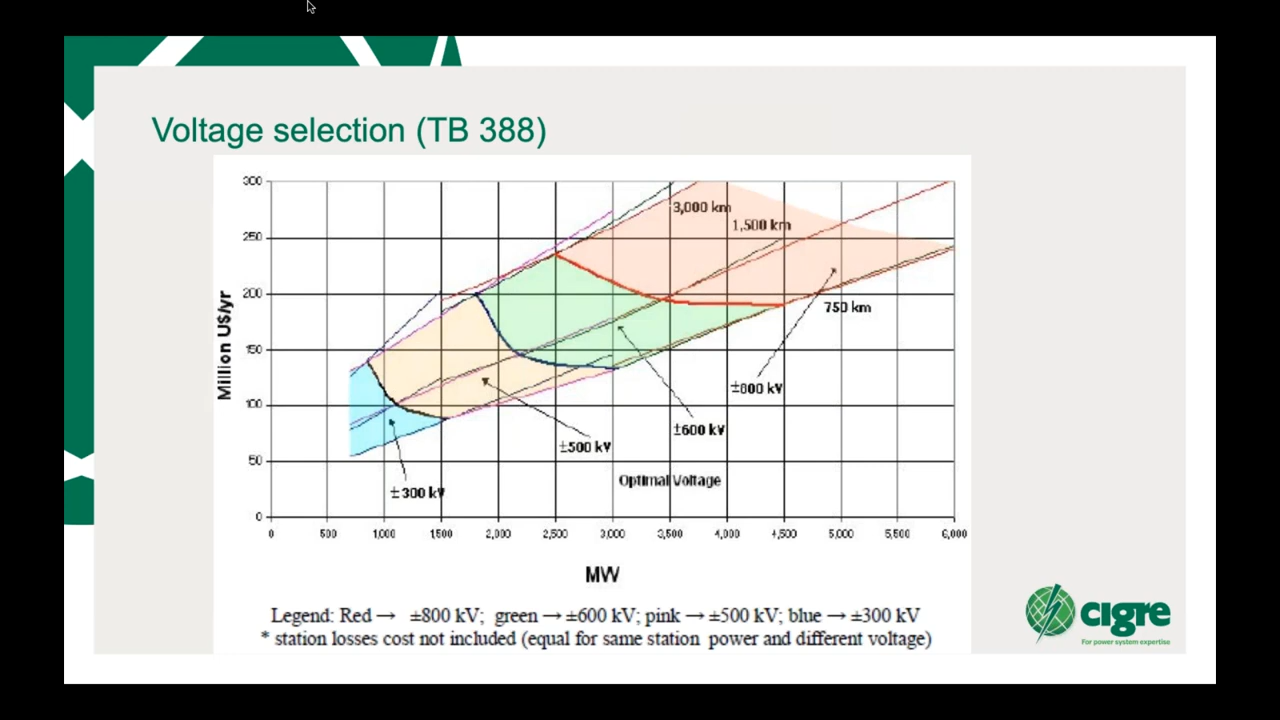 Voltage selection (TB 388)
300
3,000 km
1,500 km
250
200
750 km
150
±800 kV
100
±600 kV
±500 kV
50
Optimal Voltage
±300 kV
0
Million US/yr
0 500 1,000 1,500 2,000 2,500 3,000 3,500 4,000 4,500 5,000 5,500 6,000
MW
Legend: Red → ±800 kV; green → ±600 kV; pink → ±500 kV; blue → ±300 kV
* station losses cost not included (equal for same station power and different voltage)
cigre
For power system expertise